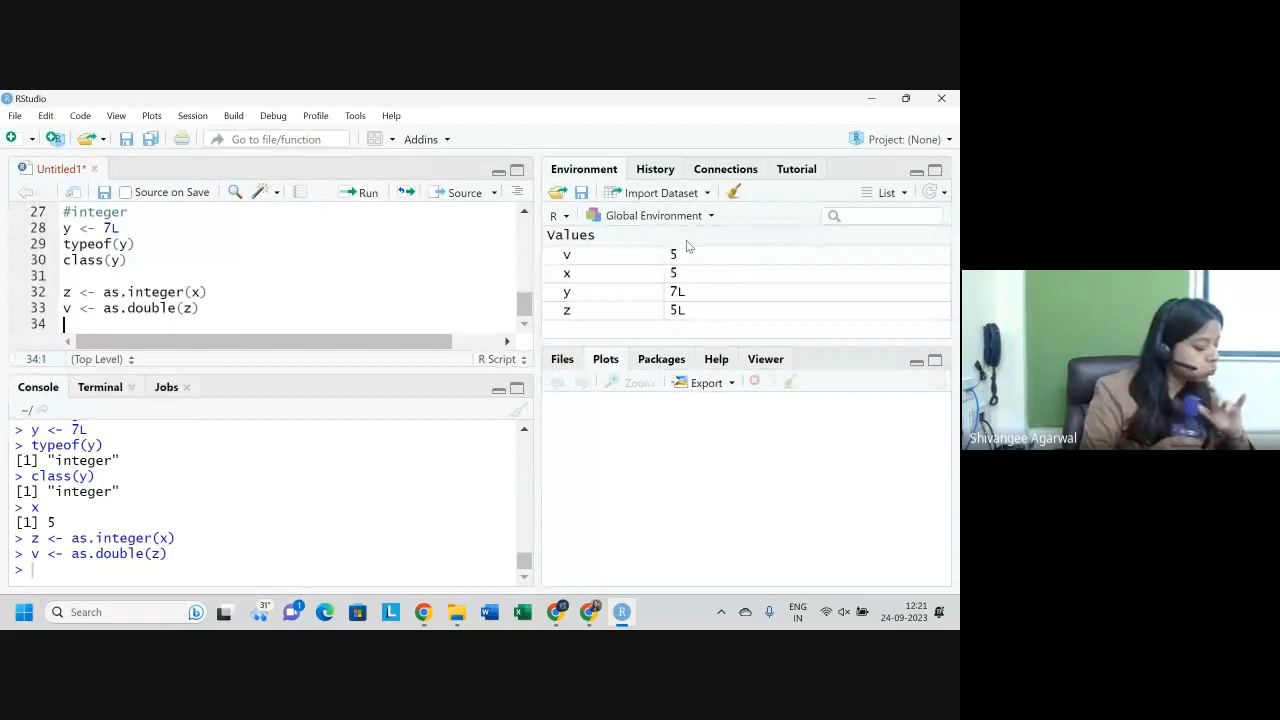 RStudio
File Edit Code View Plots Session Build Debug Profile Tools Help
Go to file/function Addins Project: (None)
Untitled1*
Source on Save Run Source
27 #integer
28 y <- 7L
29 typeof(y)
30 class(y)
31
32 z <- as.integer(x)
33 v <- as.double(z)
34
34:1 (Top Level) R Script
Console Terminal Jobs
~/
> y <- 7L
> typeof(y)
[1] "integer"
> class(y)
[1] "integer"
> x
[1] 5
> z <- as.integer(x)
> v <- as.double(z)
>
Environment History Connections Tutorial
Import Dataset List
R Global Environment
Values
v 5
x 5
y 7L
z 5L
Files Plots Packages Help Viewer
Zoom Export
Shivangee Agarwal
Search 31° 1 ENG IN 12:21 24-09-2023